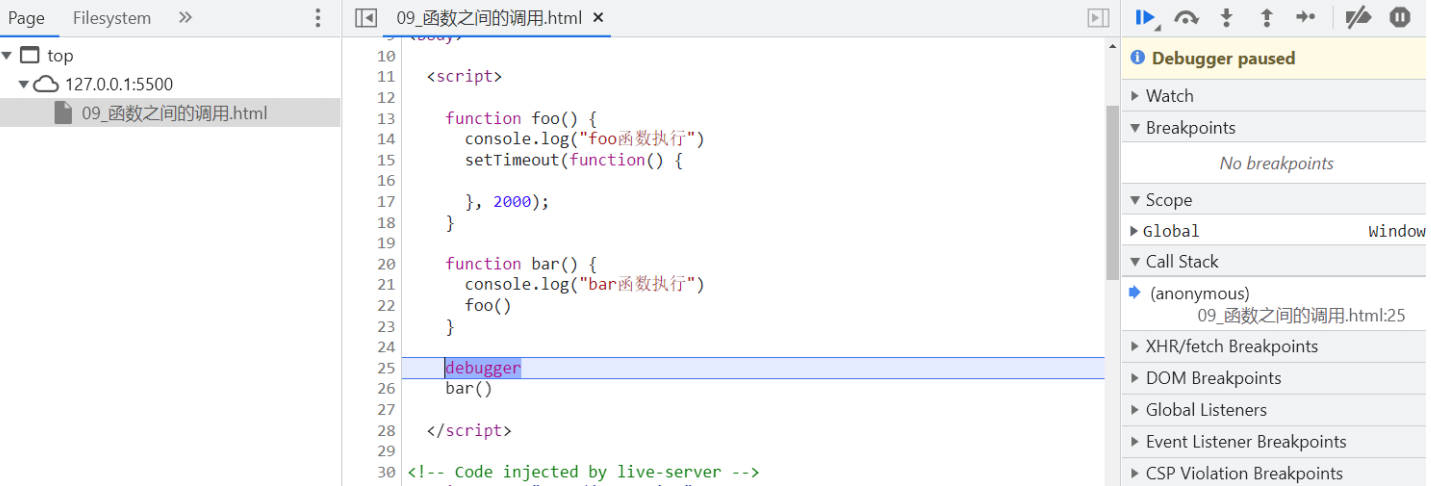 Page Filesystem
top
127.0.0.1:5500
09_函数之间的调用.html
09_函数之间的调用.html ×
<body>
10
11 <script>
12
13 function foo() {
14 console.log("foo函数执行")
15 setTimeout(function() {
16
17 }, 2000);
18 }
19
20 function bar() {
21 console.log("bar函数执行")
22 foo()
23 }
24
25 debugger
26 bar()
27
28 </script>
29
30 <!-- Code injected by live-server -->
Debugger paused
Watch
Breakpoints
No breakpoints
Scope
Global Window
Call Stack
(anonymous)
09_函数之间的调用.html:25
XHR/fetch Breakpoints
DOM Breakpoints
Global Listeners
Event Listener Breakpoints
CSP Violation Breakpoints